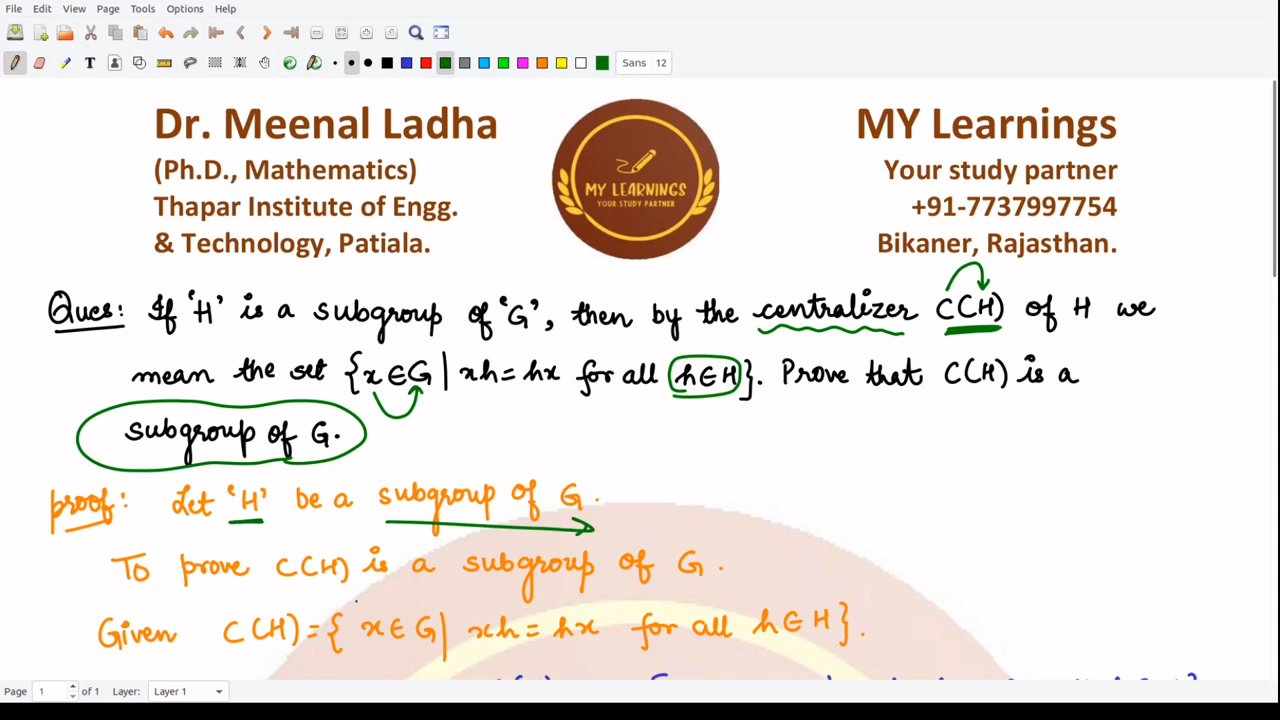 File Edit View Page Tools Options Help
Sans 12
Dr. Meenal Ladha
(Ph.D., Mathematics)
Thapar Institute of Engg.
& Technology, Patiala.
MY LEARNINGS
YOUR STUDY PARTNER
MY Learnings
Your study partner
+91-7737997754
Bikaner, Rajasthan.
Ques: If 'H' is a subgroup of 'G', then by the centralizer C(H) of H we
mean the set {x∈G | xh=hx for all h∈H}. Prove that C(H) is a
subgroup of G.
proof: Let 'H' be a subgroup of G.
To prove C(H) is a subgroup of G.
Given C(H)={ x∈G | xh=hx for all h∈H}.
Page 1 of 1 Layer: Layer 1